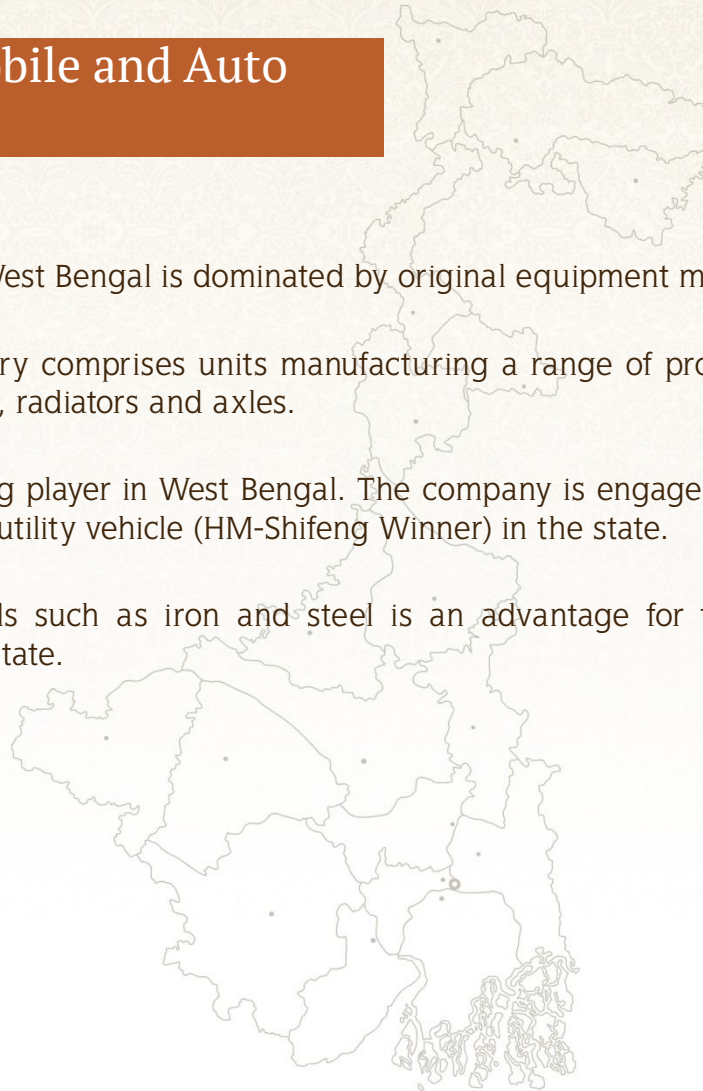 bile and Auto
West Bengal is dominated by original equipment m
ry comprises units manufacturing a range of pro
, radiators and axles.
g player in West Bengal. The company is engage
utility vehicle (HM-Shifeng Winner) in the state.
ls such as iron and steel is an advantage for t
tate.